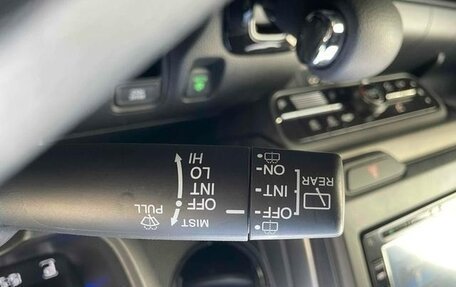 HI
LO
INT
OFF
MIST
PULL
ON
INT
OFF
REAR